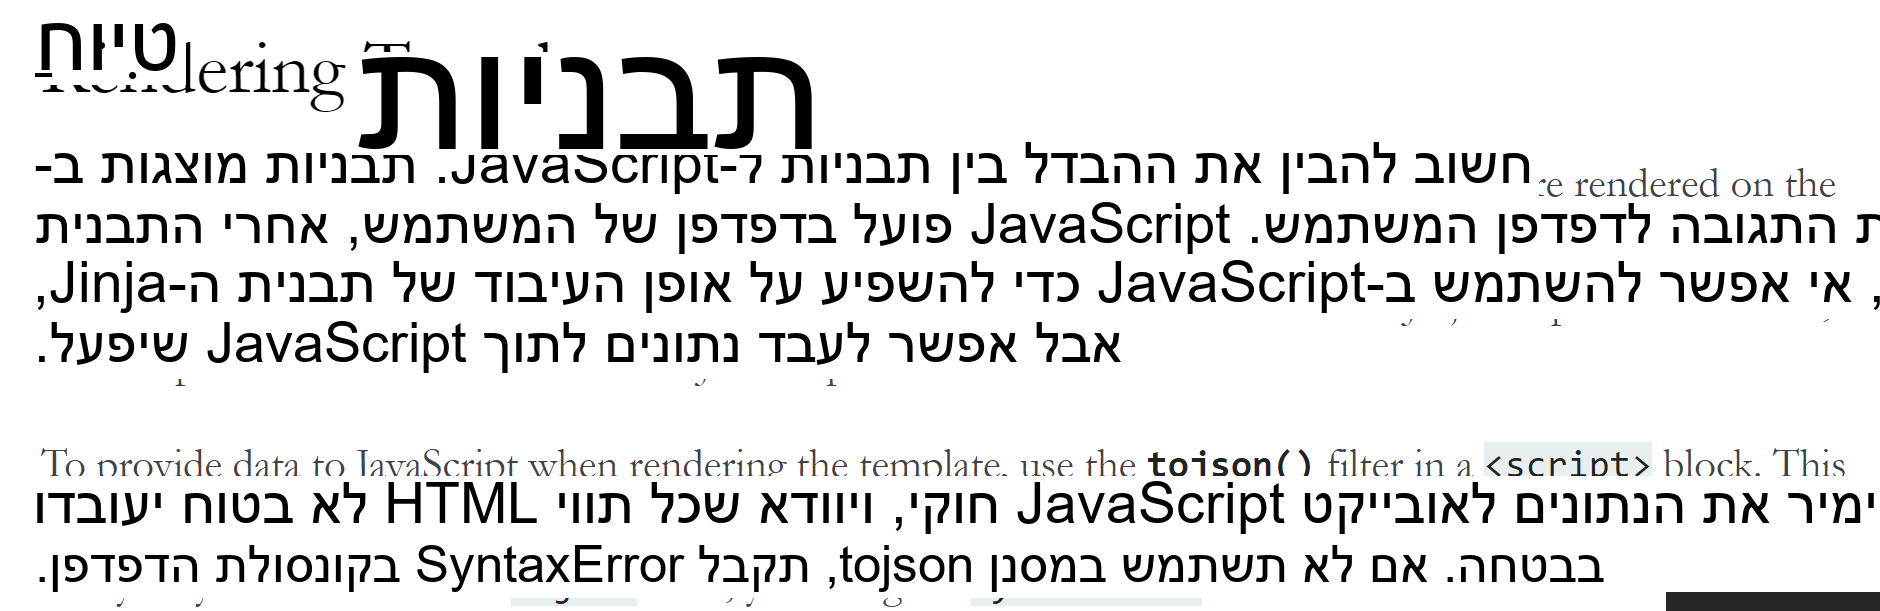 טיוח
Rendering תבניות
חשוב להבין את ההבדל בין תבניות ל-JavaScript. תבניות מוצגות ב-
re rendered on the
ת התגובה לדפדפן המשתמש. JavaScript פועל בדפדפן של המשתמש, אחרי התבנית
, אי אפשר להשתמש ב-JavaScript כדי להשפיע על אופן העיבוד של תבנית ה-Jinja,
אבל אפשר לעבד נתונים לתוך JavaScript שיפעל.
To provide data to JavaScript when rendering the template, use the tojson() filter in a <script> block. This
ימיר את הנתונים לאובייקט JavaScript חוקי, ויוודא שכל תווי HTML לא בטוח יעובדו
בבטחה. אם לא תשתמש במסנן tojson, תקבל SyntaxError בקונסולת הדפדפן.